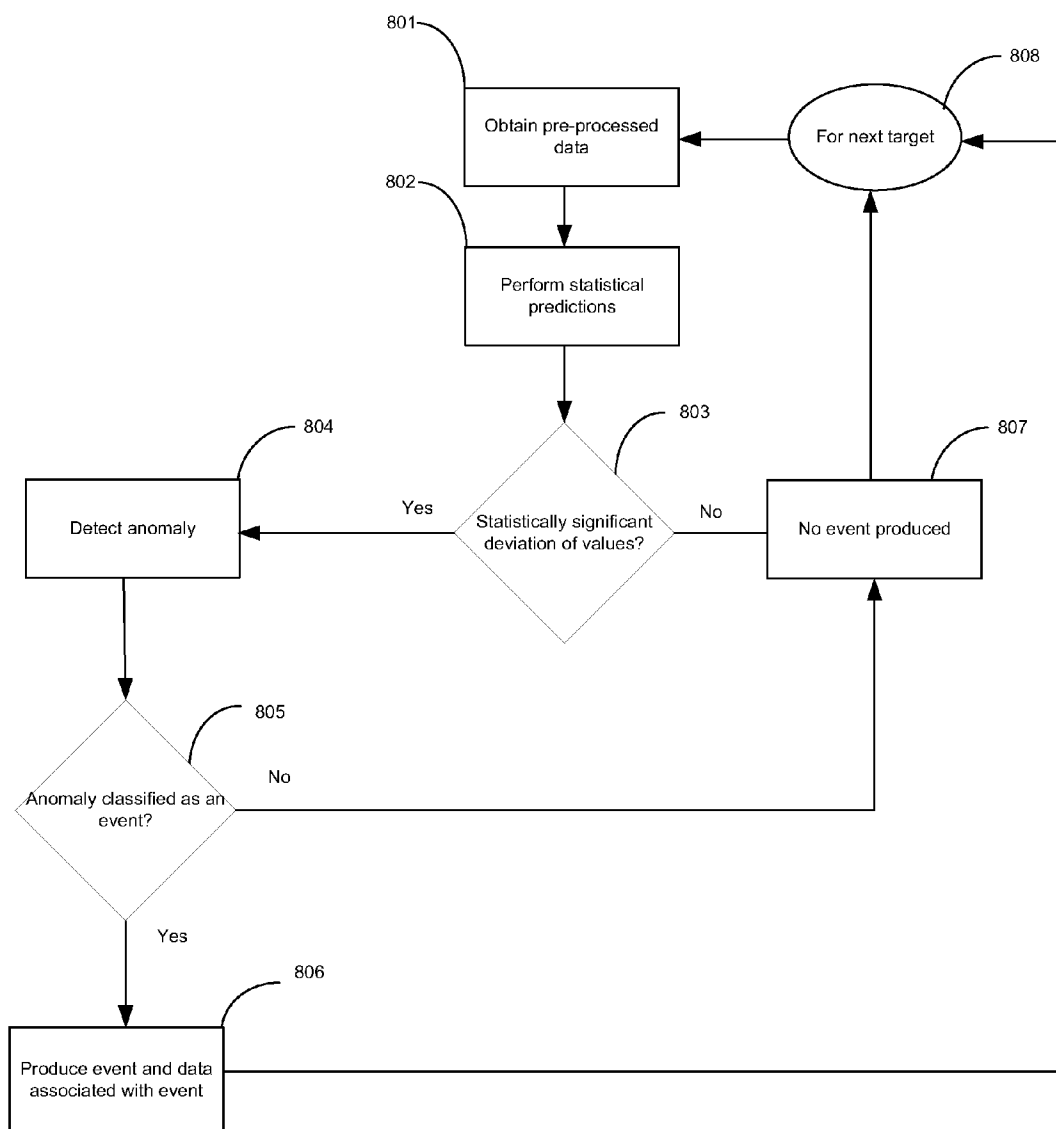 801
808
Obtain pre-processed
data
For next target
802
Perform statistical
predictions
803
804
807
Yes
No
Detect anomaly
Statistically significant
deviation of values?
No event produced
805
No
Anomaly classified as an
event?
Yes
806
Produce event and data
associated with event